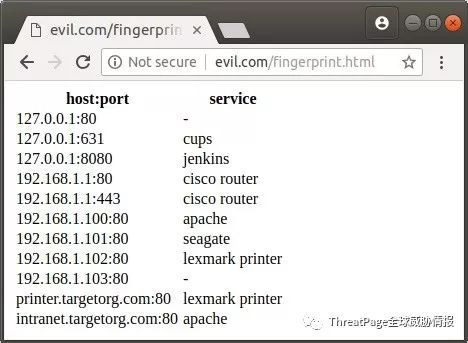 evil.com/fingerprin
Not secure | evil.com/fingerprint.html
host:port service
127.0.0.1:80 -
127.0.0.1:631 cups
127.0.0.1:8080 jenkins
192.168.1.1:80 cisco router
192.168.1.1:443 cisco router
192.168.1.100:80 apache
192.168.1.101:80 seagate
192.168.1.102:80 lexmark printer
192.168.1.103:80 -
printer.targetorg.com:80 lexmark printer
intranet.targetorg.com:80 apache
ThreatPage全球威胁情报